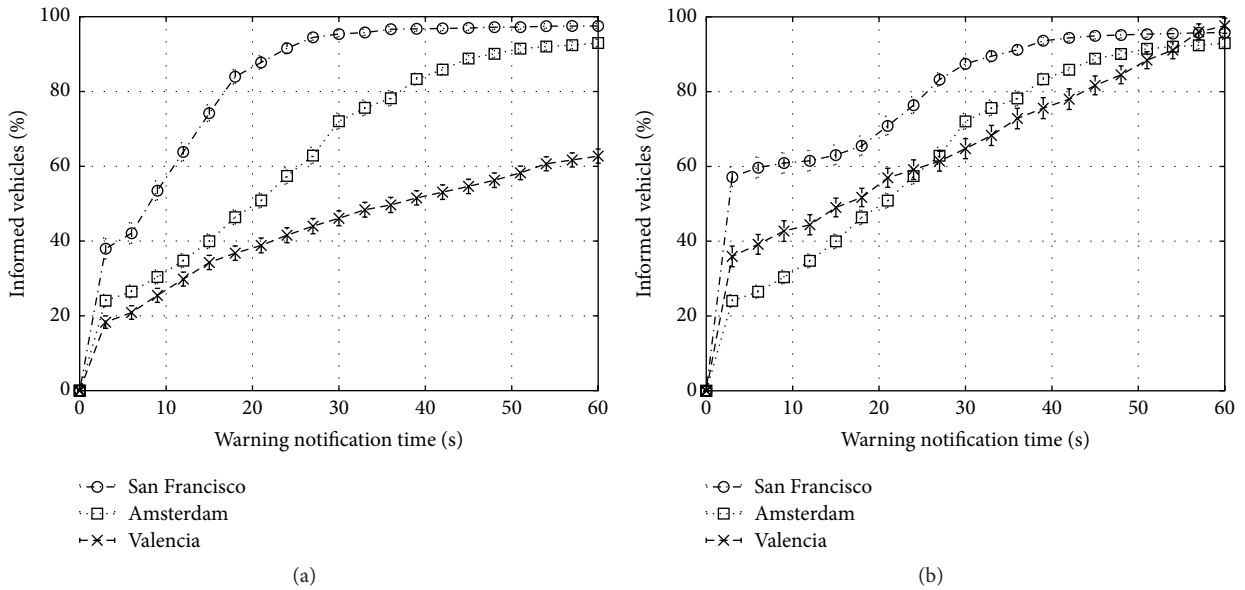 100
80
60
40
20
0
Informed vehicles (%)
0 10 20 30 40 50 60
Warning notification time (s)
San Francisco
Amsterdam
Valencia
(a)
100
80
60
40
20
0
Informed vehicles (%)
0 10 20 30 40 50 60
Warning notification time (s)
San Francisco
Amsterdam
Valencia
(b)